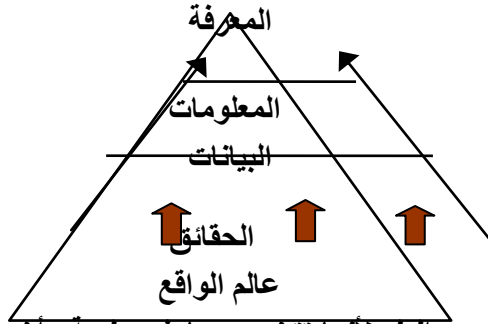 المعرفة
المعلومات
البيانات
الحقائق
عالم الواقع